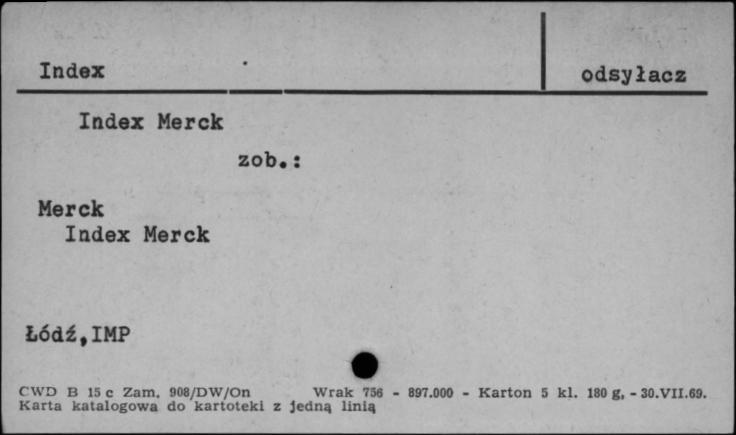 Index odsyłacz
Index Merck
zob.:
Merck
Index Merck
Łódź,IMP
CWD B 15 c Zam. 908/DW/On Wrak 756 - 897.000 - Karton 5 kl. 180 g, - 30.VII.69.
Karta katalogowa do kartoteki z jedną linią